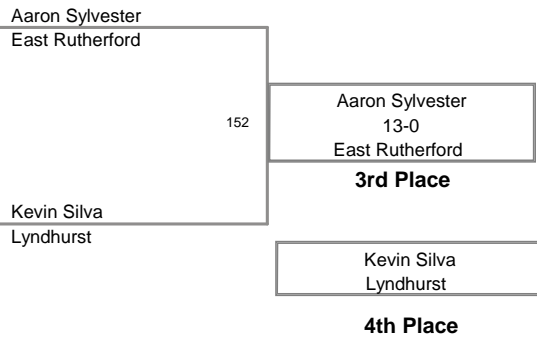 Aaron Sylvester
East Rutherford
152
Aaron Sylvester
13-0
East Rutherford
3rd Place
Kevin Silva
Lyndhurst
Kevin Silva
Lyndhurst
4th Place